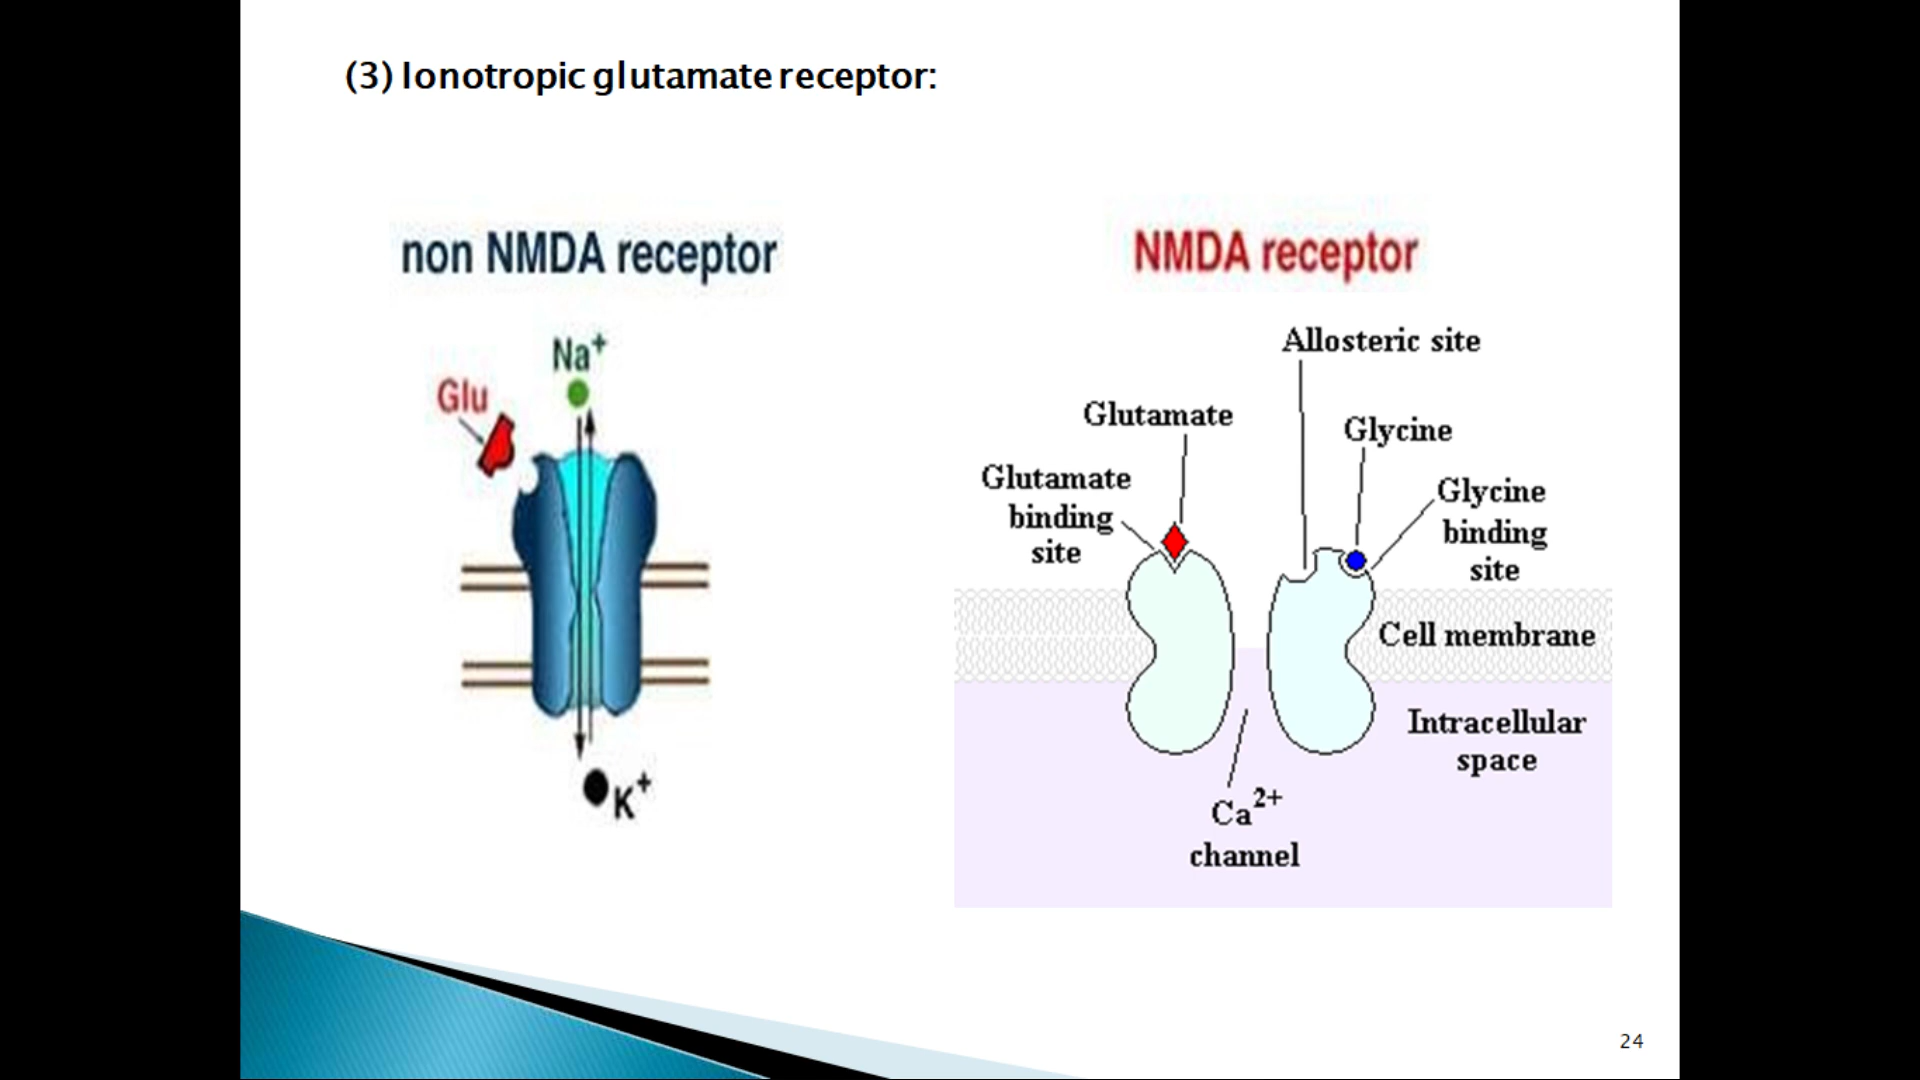 (3) Ionotropic glutamate receptor:
non NMDA receptor
Na+
Glu
K+
NMDA receptor
Allosteric site
Glutamate
Glycine
Glutamate
binding
site
Glycine
binding
site
Cell membrane
Intracellular
space
Ca2+
channel
24